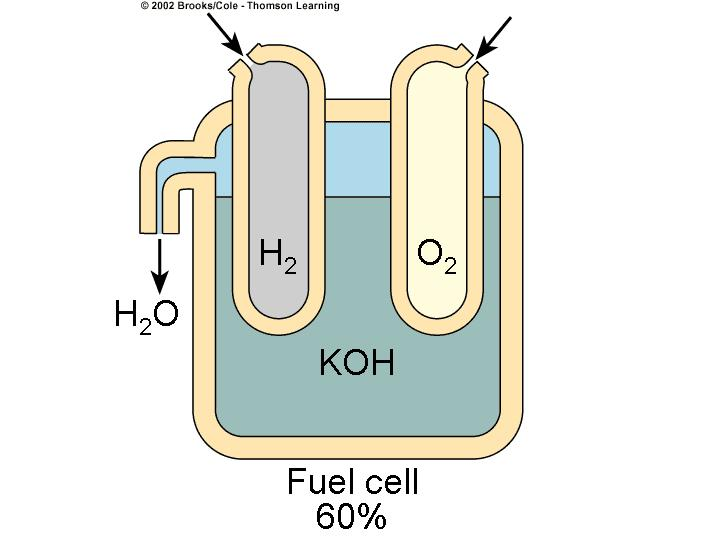 © 2002 Brooks/Cole - Thomson Learning
H₂
O₂
H₂O
KOH
Fuel cell
60%